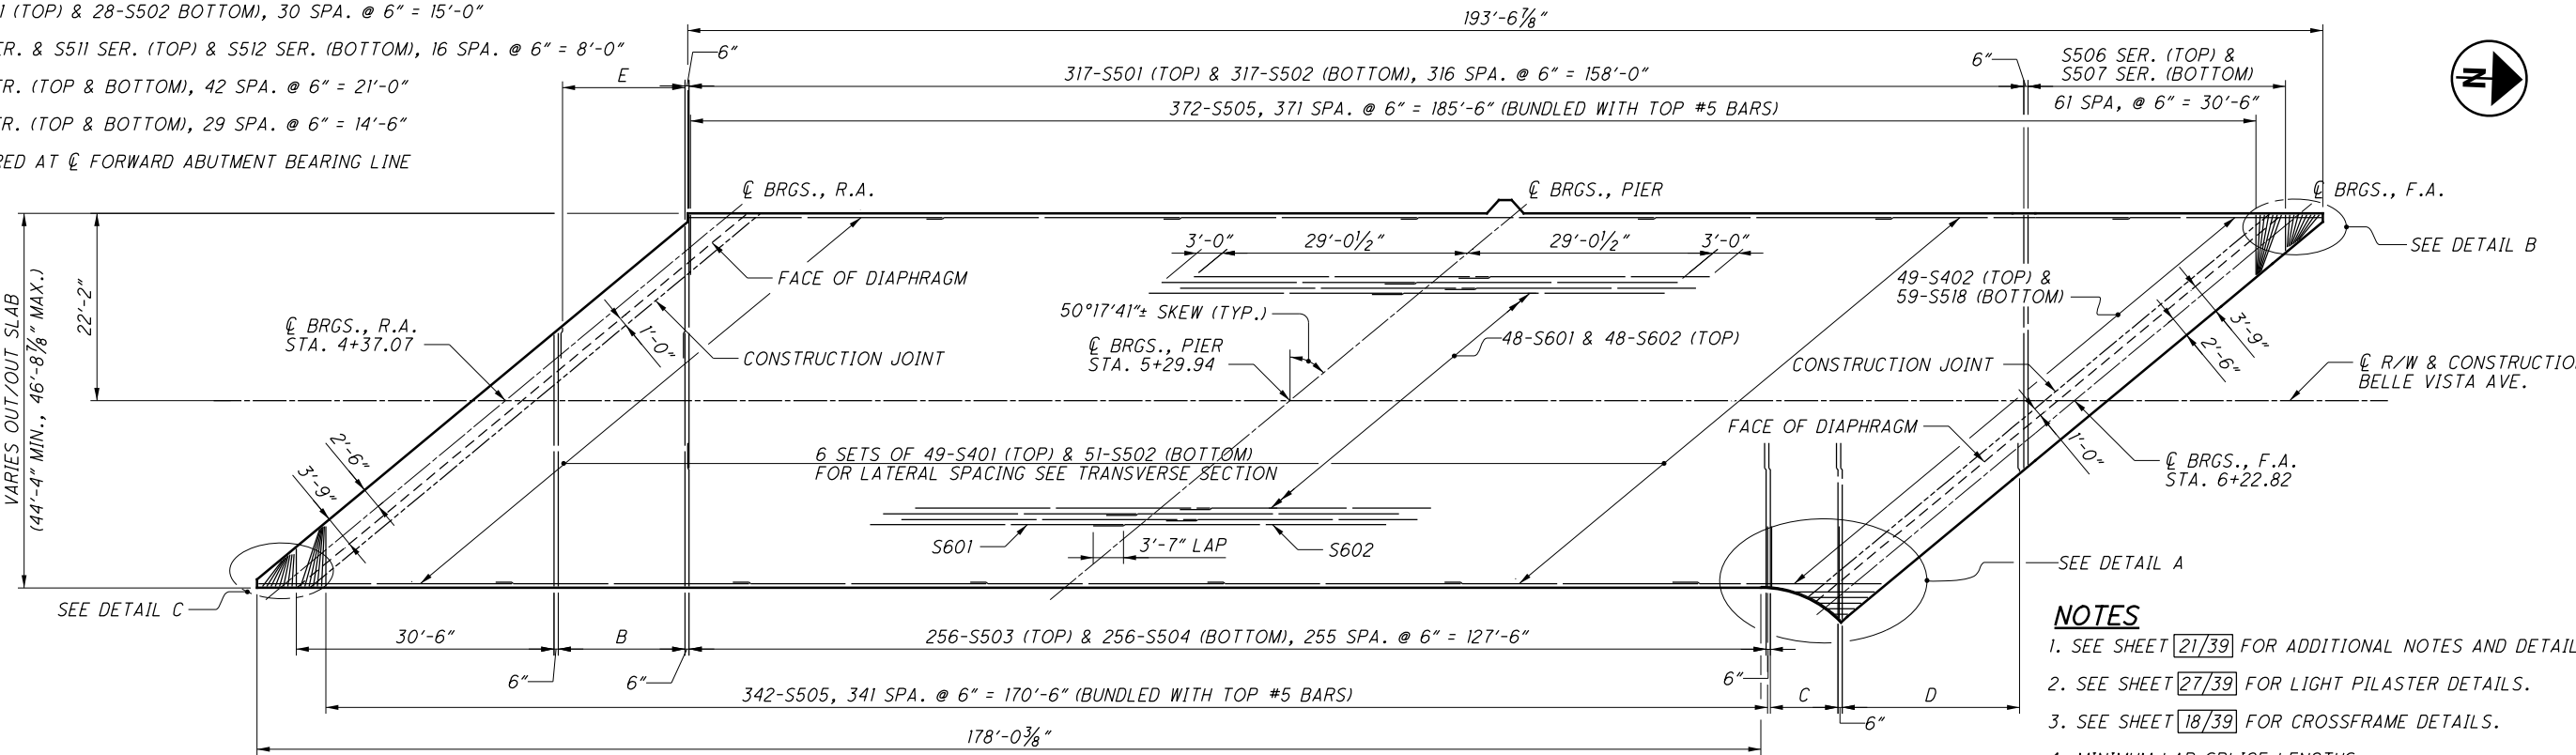 1 (TOP) & 28-S502 BOTTOM), 30 SPA. @ 6" = 15'-0"
ER. & S511 SER. (TOP) & S512 SER. (BOTTOM), 16 SPA. @ 6" = 8'-0"
ER. (TOP & BOTTOM), 42 SPA. @ 6" = 21'-0"
ER. (TOP & BOTTOM), 29 SPA. @ 6" = 14'-6"
RED AT ℄ FORWARD ABUTMENT BEARING LINE
193'-6⅞"
6"
E
317-S501 (TOP) & 317-S502 (BOTTOM), 316 SPA. @ 6" = 158'-0"
6"
S506 SER. (TOP) &
S507 SER. (BOTTOM)
61 SPA, @ 6" = 30'-6"
372-S505, 371 SPA. @ 6" = 185'-6" (BUNDLED WITH TOP #5 BARS)
N
℄ BRGS., R.A.
℄ BRGS., PIER
℄ BRGS., F.A.
SEE DETAIL B
3'-0"
29'-0½"
29'-0½"
3'-0"
FACE OF DIAPHRAGM
49-S402 (TOP) &
59-S518 (BOTTOM)
VARIES OUT/OUT SLAB
(44'-4" MIN., 46'-8⅞" MAX.)
22'-2"
℄ BRGS., R.A.
STA. 4+37.07
1'-0"
CONSTRUCTION JOINT
50°17'41"± SKEW (TYP.)
℄ BRGS., PIER
STA. 5+29.94
48-S601 & 48-S602 (TOP)
CONSTRUCTION JOINT
3'-9"
2'-6"
℄ R/W & CONSTRUCTIO
BELLE VISTA AVE.
2'-6"
3'-9"
6 SETS OF 49-S401 (TOP) & 51-S502 (BOTTOM)
FOR LATERAL SPACING SEE TRANSVERSE SECTION
FACE OF DIAPHRAGM
1'-0"
℄ BRGS., F.A.
STA. 6+22.82
S601
3'-7" LAP
S602
SEE DETAIL A
SEE DETAIL C
30'-6"
B
256-S503 (TOP) & 256-S504 (BOTTOM), 255 SPA. @ 6" = 127'-6"
6"
6"
6"
C
D
6"
342-S505, 341 SPA. @ 6" = 170'-6" (BUNDLED WITH TOP #5 BARS)
178'-0⅜"
NOTES
1. SEE SHEET 21/39 FOR ADDITIONAL NOTES AND DETAIL
2. SEE SHEET 27/39 FOR LIGHT PILASTER DETAILS.
3. SEE SHEET 18/39 FOR CROSSFRAME DETAILS.